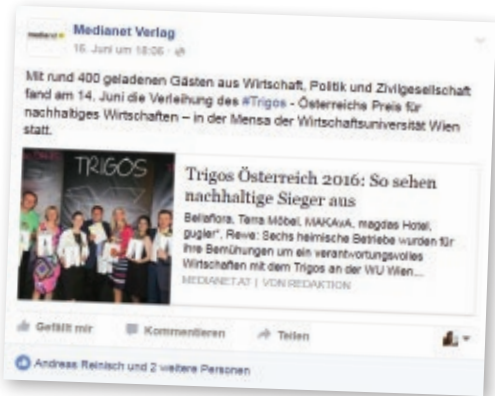 medianet
Medianet Verlag
16. Juni um 18:06 ·
Mit rund 400 geladenen Gästen aus Wirtschaft, Politik und Zivilgesellschaft
fand am 14. Juni die Verleihung des #Trigos - Österreichs Preis für
nachhaltiges Wirtschaften – in der Mensa der Wirtschaftsuniversität Wien
statt.
TRIGOS
Trigos Österreich 2016: So sehen
nachhaltige Sieger aus
Bellaflora, Terra Möbel, MAKAvA, magdas Hotel,
gugler*, Rewe: Sechs heimische Betriebe wurden für
ihre Bemühungen um ein verantwortungsvolles
Wirtschaften mit dem Trigos an der WU Wien...
MEDIANET.AT | VON REDAKTION
Gefällt mir Kommentieren Teilen
Andreas Reinisch und 2 weitere Personen